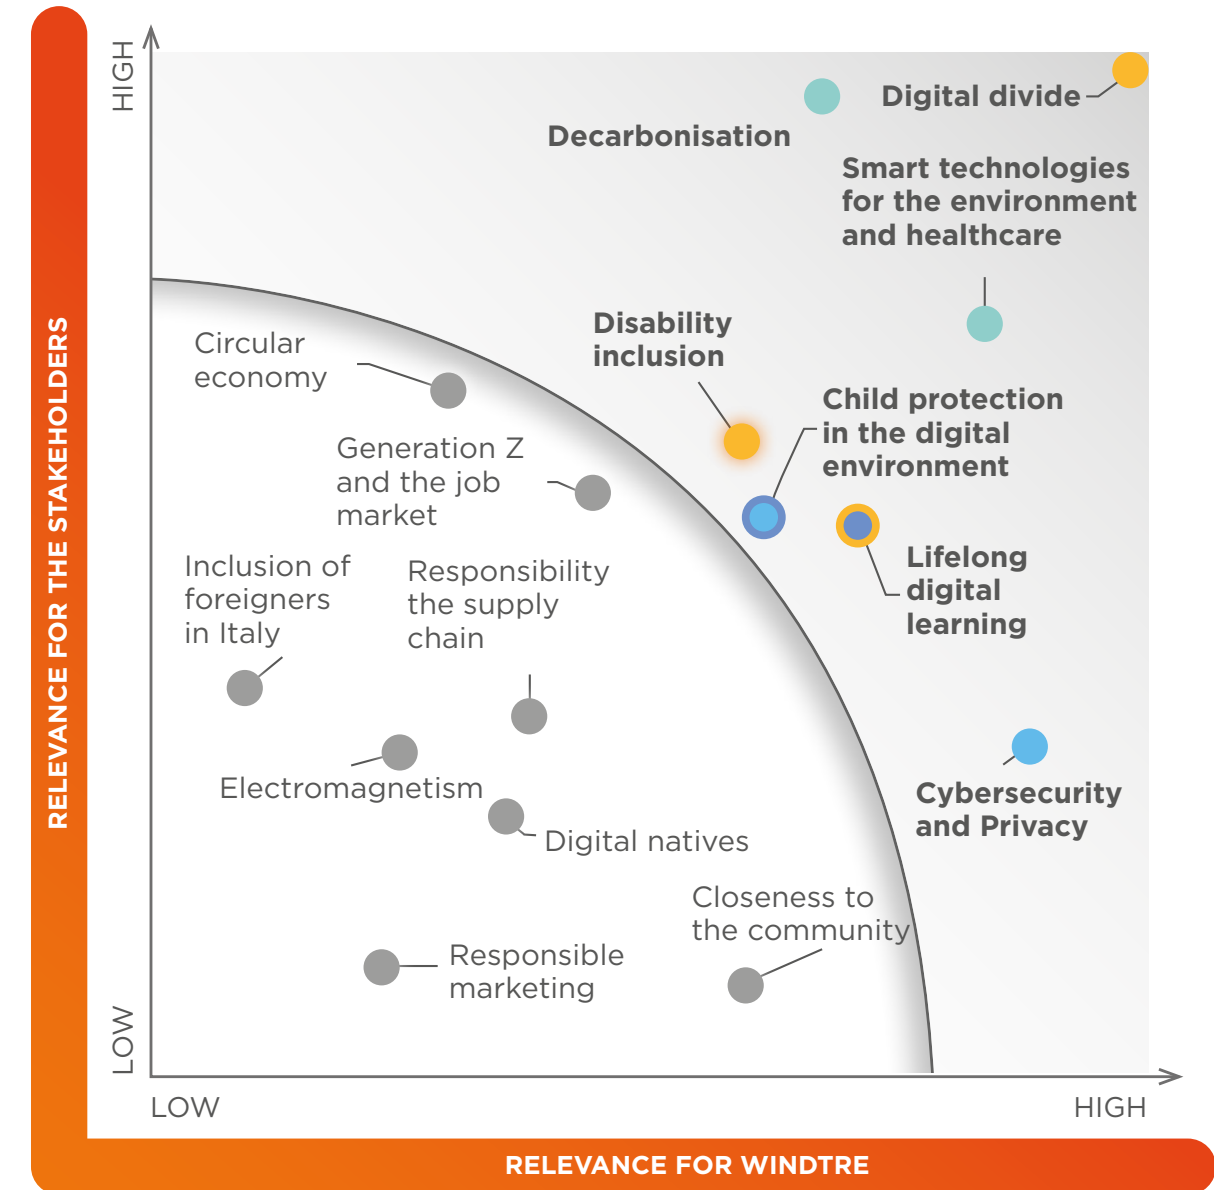 HIGH
Digital divide
Decarbonisation
Smart technologies
for the environment
and healthcare
Disability
inclusion
Circular
economy
Child protection
in the digital
environment
Generation Z
and the job
market
Lifelong
digital
learning
Inclusion of
foreigners
in Italy
Responsibility
the supply
chain
Electromagnetism
Cybersecurity
and Privacy
Digital natives
Closeness to
the community
Responsible
marketing
LOW
RELEVANCE FOR THE STAKEHOLDERS
LOW
HIGH
RELEVANCE FOR WINDTRE